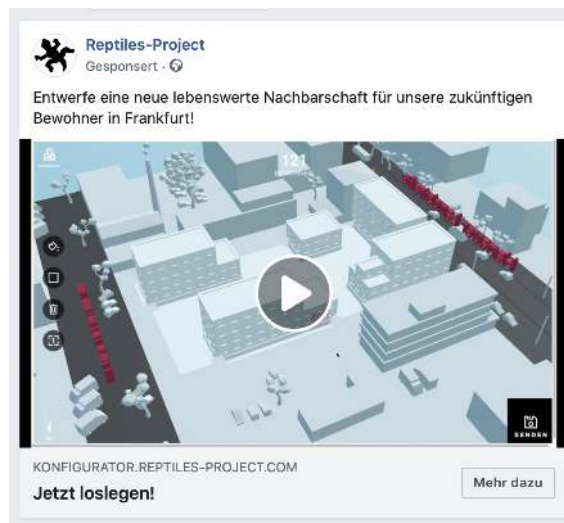 Reptiles-Project
Gesponsert ·
Entwerfe eine neue lebenswerte Nachbarschaft für unsere zukünftigen
Bewohner in Frankfurt!
121
SENDEN
KONFIGURATOR.REPTILES-PROJECT.COM
Jetzt loslegen!
Mehr dazu